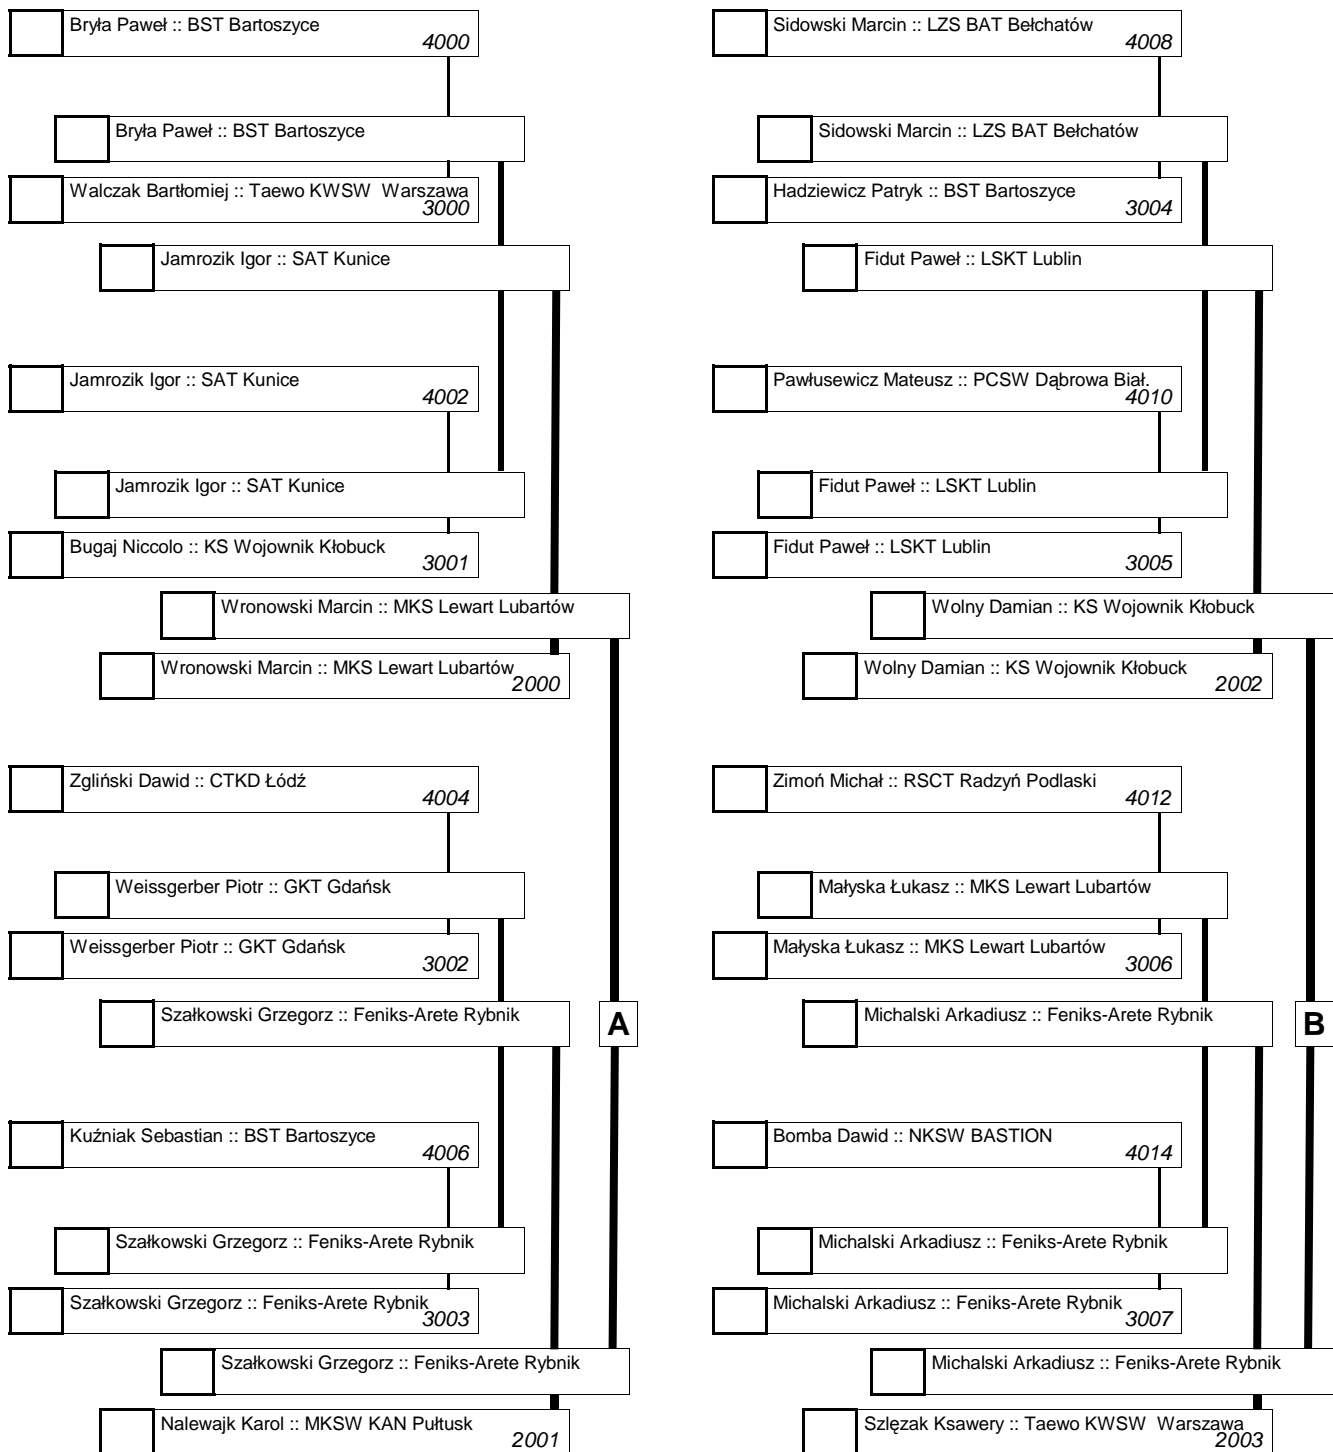 Bryła Paweł :: BST Bartoszyce
4000
Bryła Paweł :: BST Bartoszyce
Walczak Bartłomiej :: Taewo KWSW  Warszawa
3000
Jamrozik Igor :: SAT Kunice
Jamrozik Igor :: SAT Kunice
4002
Jamrozik Igor :: SAT Kunice
Bugaj Niccolo :: KS Wojownik Kłobuck
3001
Wronowski Marcin :: MKS Lewart Lubartów
Wronowski Marcin :: MKS Lewart Lubartów
2000
Zgliński Dawid :: CTKD Łódź
4004
Weissgerber Piotr :: GKT Gdańsk
Weissgerber Piotr :: GKT Gdańsk
3002
Szałkowski Grzegorz :: Feniks-Arete Rybnik
A
Kuźniak Sebastian :: BST Bartoszyce
4006
Szałkowski Grzegorz :: Feniks-Arete Rybnik
Szałkowski Grzegorz :: Feniks-Arete Rybnik
3003
Szałkowski Grzegorz :: Feniks-Arete Rybnik
Nalewajk Karol :: MKSW KAN Pułtusk
2001
Sidowski Marcin :: LZS BAT Bełchatów
4008
Sidowski Marcin :: LZS BAT Bełchatów
Hadziewicz Patryk :: BST Bartoszyce
3004
Fidut Paweł :: LSKT Lublin
Pawłusewicz Mateusz :: PCSW Dąbrowa Biał.
4010
Fidut Paweł :: LSKT Lublin
Fidut Paweł :: LSKT Lublin
3005
Wolny Damian :: KS Wojownik Kłobuck
Wolny Damian :: KS Wojownik Kłobuck
2002
Zimoń Michał :: RSCT Radzyń Podlaski
4012
Małyska Łukasz :: MKS Lewart Lubartów
Małyska Łukasz :: MKS Lewart Lubartów
3006
Michalski Arkadiusz :: Feniks-Arete Rybnik
B
Bomba Dawid :: NKSW BASTION
4014
Michalski Arkadiusz :: Feniks-Arete Rybnik
Michalski Arkadiusz :: Feniks-Arete Rybnik
3007
Michalski Arkadiusz :: Feniks-Arete Rybnik
Szlęzak Ksawery :: Taewo KWSW  Warszawa
2003